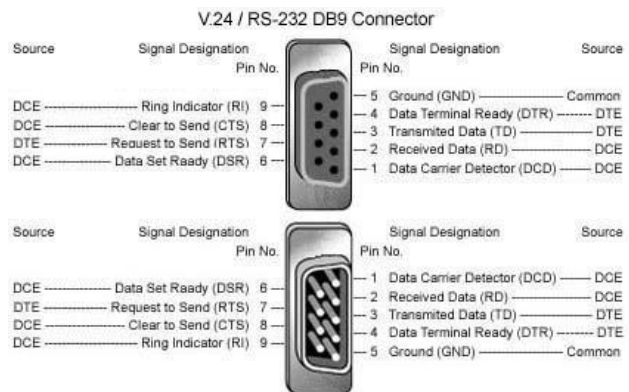 V.24 / RS-232 DB9 Connector
Source Signal Designation Signal Designation Source
Pin No. Pin No.
5 Ground (GND) Common
DCE Ring Indicator (RI) 9 4 Data Terminal Ready (DTR) DTE
DCE Clear to Send (CTS) 8 3 Transmited Data (TD) DTE
DTE Request to Send (RTS) 7 2 Received Data (RD) DCE
DCE Data Set Raady (DSR) 6 1 Data Carrier Detector (DCD) DCE
Source Signal Designation Signal Designation Source
Pin No. Pin No.
1 Data Carrier Detector (DCD) DCE
DCE Data Set Raady (DSR) 6 2 Received Data (RD) DCE
DTE Request to Send (RTS) 7 3 Transmited Data (TD) DTE
DCE Clear to Send (CTS) 8 4 Data Terminal Ready (DTR) DTE
DCE Ring Indicator (RI) 9 5 Ground (GND) Common